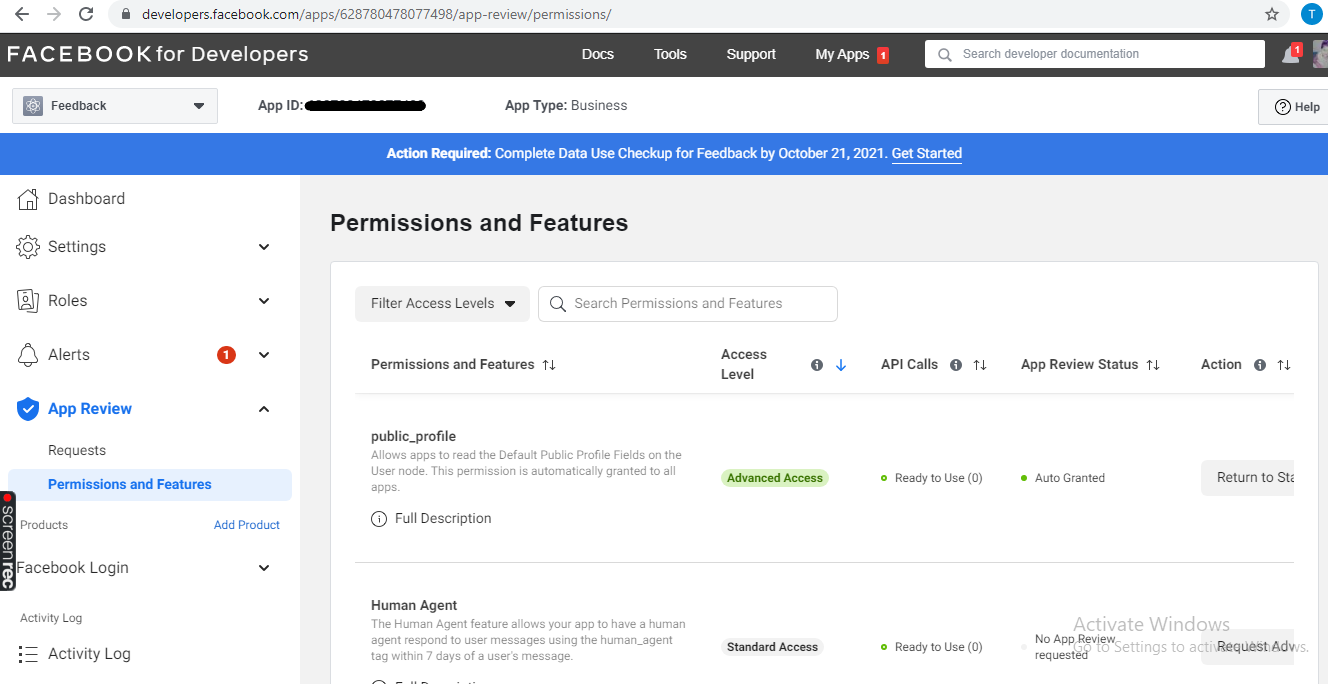 developers.facebook.com/apps/628780478077498/app-review/permissions/
T
FACEBOOK for Developers
Docs
Tools
Support
My Apps 1
Search developer documentation
1
Feedback
App ID:
App Type: Business
Help
Action Required: Complete Data Use Checkup for Feedback by October 21, 2021. Get Started
Dashboard
Settings
Roles
Alerts 1
App Review
Requests
Permissions and Features
Products Add Product
Facebook Login
Activity Log
Activity Log
screenrec
Permissions and Features
Filter Access Levels
Search Permissions and Features
Permissions and Features
Access
Level
API Calls
App Review Status
Action
public_profile
Allows apps to read the Default Public Profile Fields on the
User node. This permission is automatically granted to all
apps.
Full Description
Advanced Access
Ready to Use (0)
Auto Granted
Return to Sta
Human Agent
The Human Agent feature allows your app to have a human
agent respond to user messages using the human_agent
tag within 7 days of a user's message.
Full Description
Standard Access
Ready to Use (0)
No App Review
requested
Request Adv
Activate Windows
Go to Settings to activate Windows.